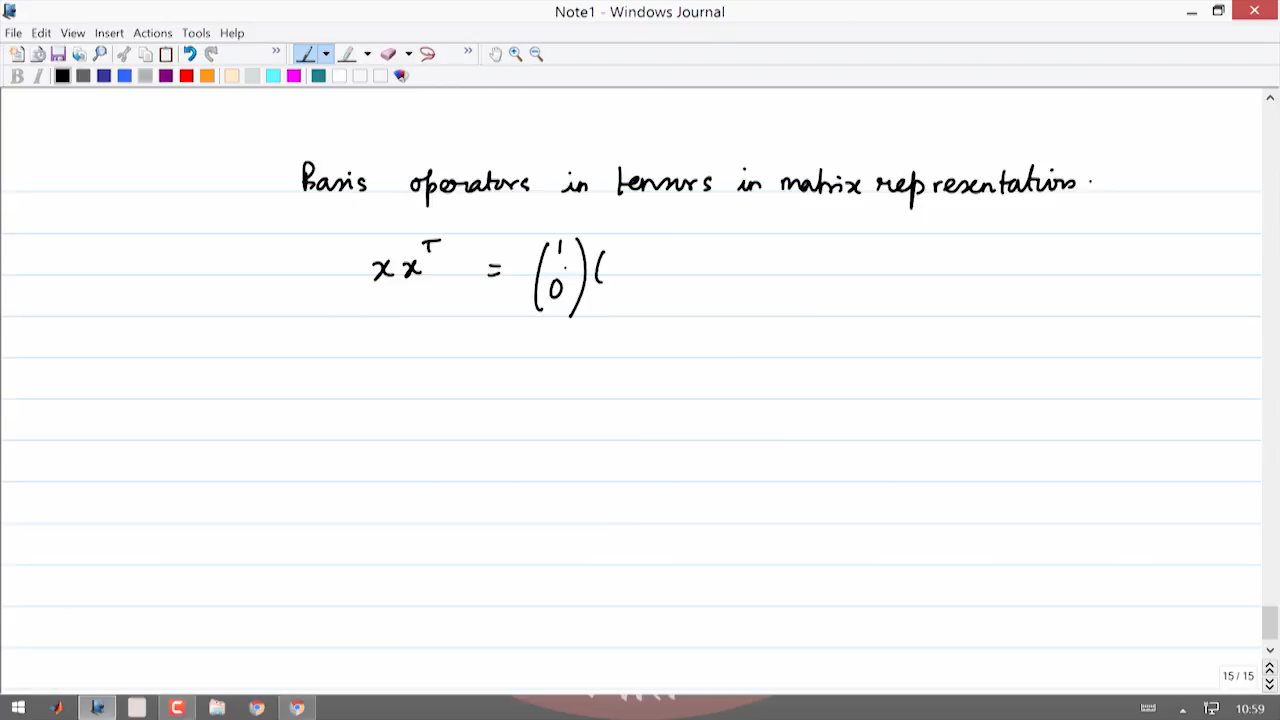 Note1 - Windows Journal
File Edit View Insert Actions Tools Help
B I
Basis operators in tensors in matrix representation.
x x^T = (1 0) (
15 / 15
10:59